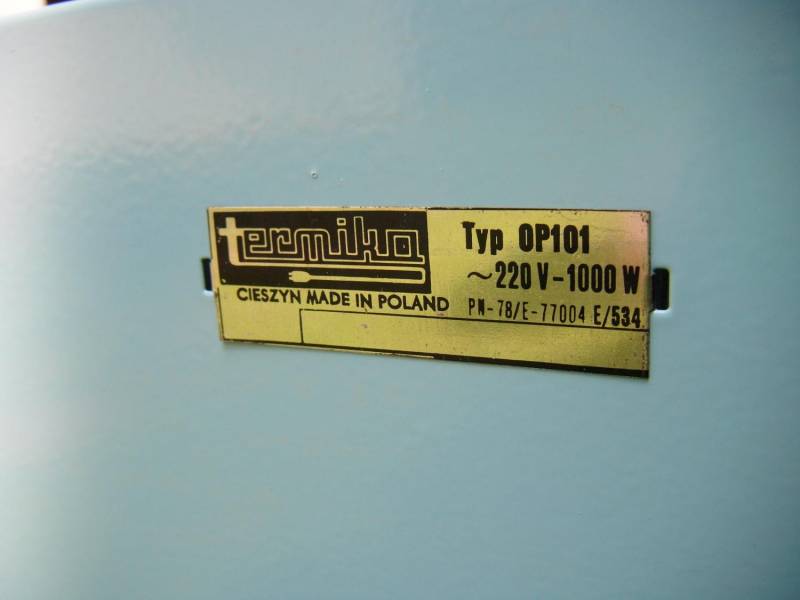 termika
CIESZYN MADE IN POLAND
Typ OP101
~220 V-1000 W
PN-78/E-77004 E/534